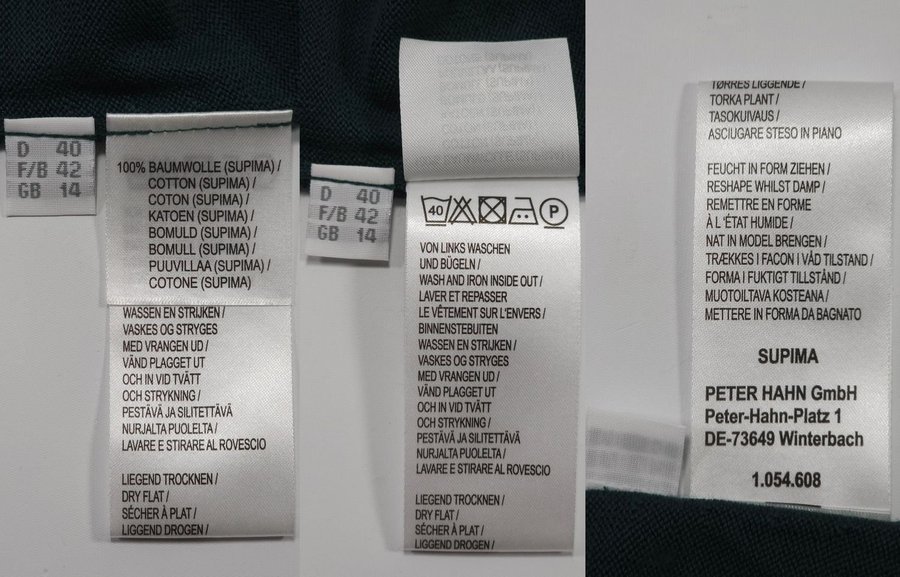 D 40
F/B 42
GB 14
100% BAUMWOLLE (SUPIMA) /
COTTON (SUPIMA) /
COTON (SUPIMA) /
KATOEN (SUPIMA) /
BOMULD (SUPIMA) /
BOMULL (SUPIMA) /
PUUVILLAA (SUPIMA) /
COTONE (SUPIMA)
WASSEN EN STRIJKEN /
VASKES OG STRYGES
MED VRANGEN UD /
VÄND PLAGGET UT
OCH IN VID TVÄTT
OCH STRYKNING /
PESTÄVÄ JA SILITETTÄVÄ
NURJALTA PUOLELTA /
LAVARE E STIRARE AL ROVESCIO
LIEGEND TROCKNEN /
DRY FLAT /
SÉCHER À PLAT /
LIGGEND DROGEN /
D 40
F/B 42
GB 14
40
P
VON LINKS WASCHEN
UND BÜGELN /
WASH AND IRON INSIDE OUT /
LAVER ET REPASSER
LE VÊTEMENT SUR L'ENVERS /
BINNENSTEBUITEN
WASSEN EN STRIJKEN /
VASKES OG STRYGES
MED VRANGEN UD /
VÄND PLAGGET UT
OCH IN VID TVÄTT
OCH STRYKNING /
PESTÄVÄ JA SILITETTÄVÄ
NURJALTA PUOLELTA /
LAVARE E STIRARE AL ROVESCIO
LIEGEND TROCKNEN /
DRY FLAT /
SÉCHER À PLAT /
LIGGEND DROGEN /
TØRRES LIGGENDE /
TORKA PLANT /
TASOKUIVAUS /
ASCIUGARE STESO IN PIANO
FEUCHT IN FORM ZIEHEN /
RESHAPE WHILST DAMP /
REMETTRE EN FORME
À L'ÉTAT HUMIDE /
NAT IN MODEL BRENGEN /
TRÆKKES I FACON I VÅD TILSTAND /
FORMA I FUKTIGT TILLSTÅND /
MUOTOILTAVA KOSTEANA /
METTERE IN FORMA DA BAGNATO
SUPIMA
PETER HAHN GmbH
Peter-Hahn-Platz 1
DE-73649 Winterbach
1.054.608